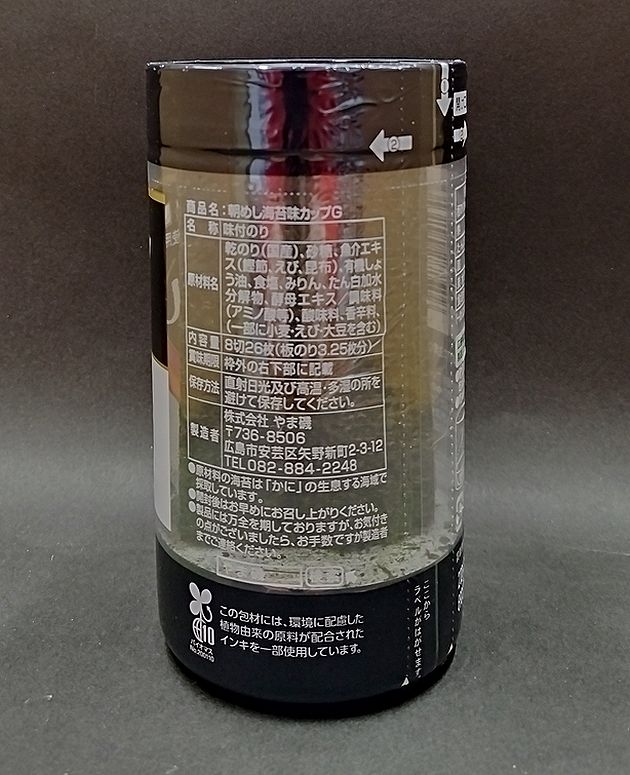 ②
商品名:朝めし海苔味カップG
名 称 味付のり
原材料名 乾のり(国産)、砂糖、魚介エキ
ス(鰹節、えび、昆布)、有機しょ
う油、食塩、みりん、たん白加水
分解物、酵母エキス/調味料
(アミノ酸等)、酸味料、香辛料、
(一部に小麦・えび・大豆を含む)
内容量 8切26枚(板のり3.25枚分)
賞味期限 枠外の右下部に記載
保存方法 直射日光及び高温・多湿の所を
避けて保存してください。
製造者 株式会社 やま磯
〒736-8506
広島市安芸区矢野新町2-3-12
TEL 082-884-2248
●原材料の海苔は「かに」の生息する海域で
採取しています。
●開封後はお早めにお召し上がりください。
●製品には万全を期しておりますが、お気付き
の点がございましたら、お手数ですが製造者
までご連絡ください。
この包材には、環境に配慮した
植物由来の原料が配合された
インキを一部使用しています。
10
バイオマス
No.200110
ここから
ラベルがはがせます。